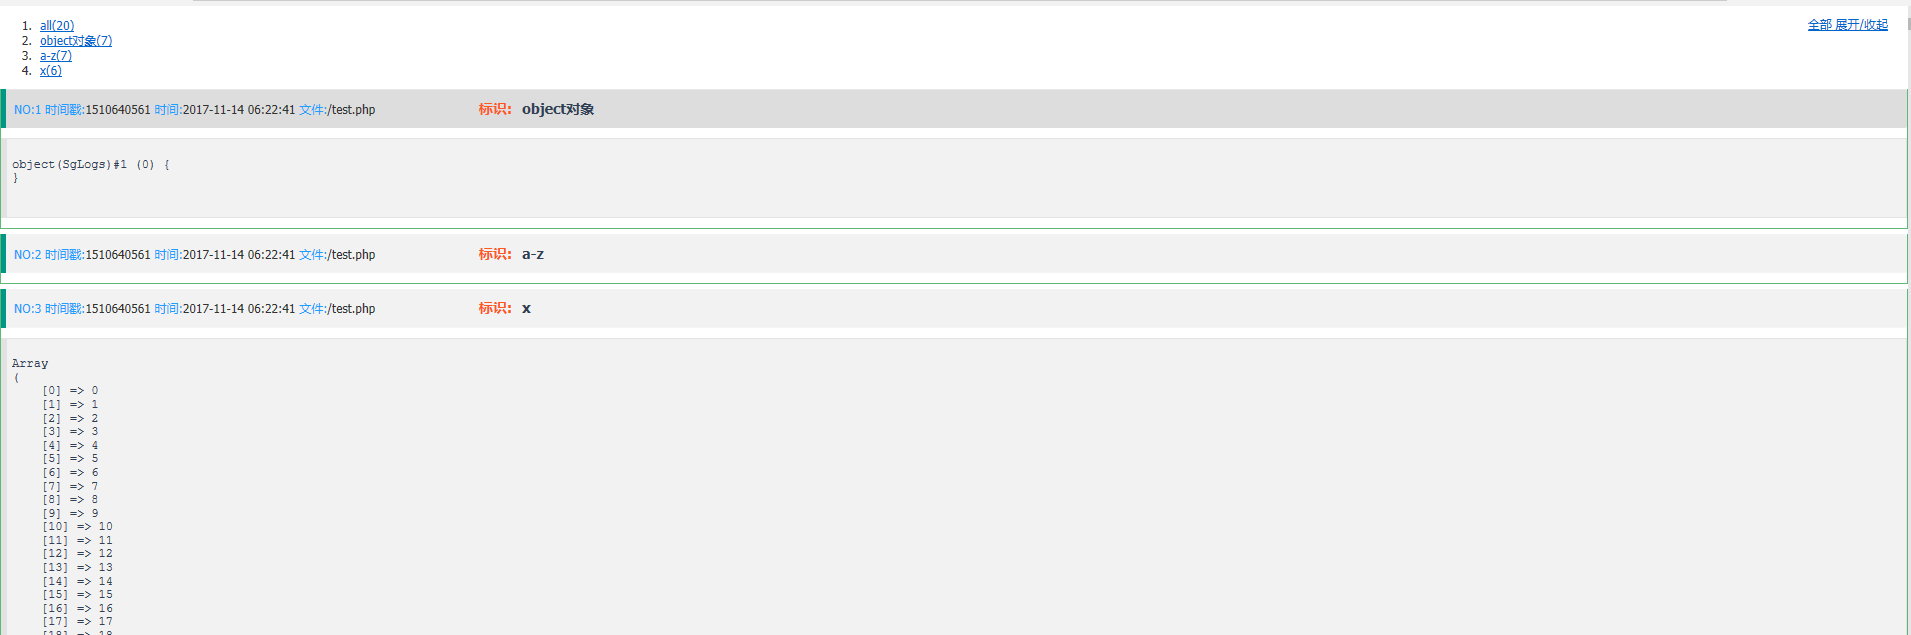 1. all(20)
全部 展开/收起
2. object对象(7)
3. a-z(7)
4. x(6)
NO:1 时间戳:1510640561 时间:2017-11-14 06:22:41 文件:/test.php 标识: object对象
object(SgLogs)#1 (0) {
}
NO:2 时间戳:1510640561 时间:2017-11-14 06:22:41 文件:/test.php 标识: a-z
NO:3 时间戳:1510640561 时间:2017-11-14 06:22:41 文件:/test.php 标识: x
Array
(
[0] => 0
[1] => 1
[2] => 2
[3] => 3
[4] => 4
[5] => 5
[6] => 6
[7] => 7
[8] => 8
[9] => 9
[10] => 10
[11] => 11
[12] => 12
[13] => 13
[14] => 14
[15] => 15
[16] => 16
[17] => 17
[18] => 18